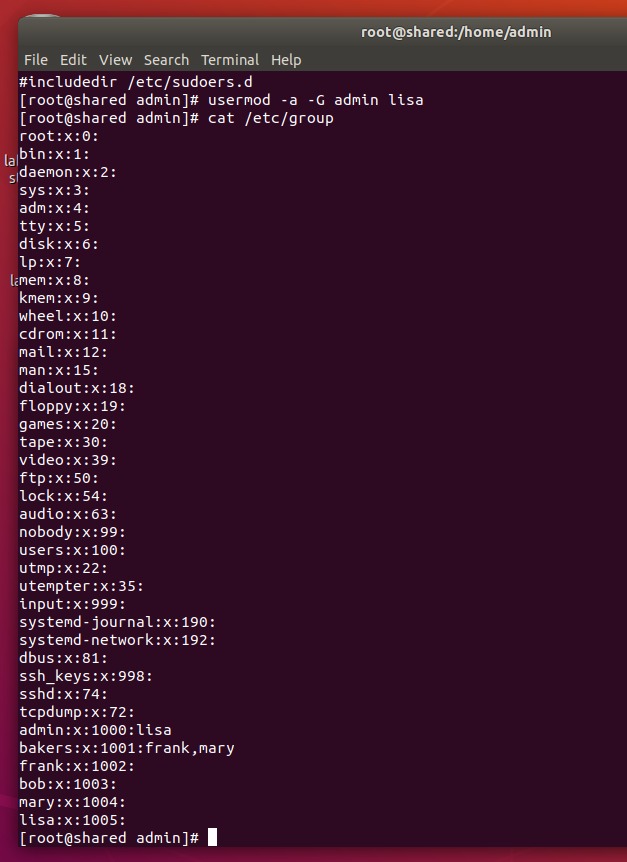 root@shared:/home/admin
File Edit View Search Terminal Help
#includedir /etc/sudoers.d
[root@shared admin]# usermod -a -G admin lisa
[root@shared admin]# cat /etc/group
root:x:0:
bin:x:1:
daemon:x:2:
sys:x:3:
adm:x:4:
tty:x:5:
disk:x:6:
lp:x:7:
mem:x:8:
kmem:x:9:
wheel:x:10:
cdrom:x:11:
mail:x:12:
man:x:15:
dialout:x:18:
floppy:x:19:
games:x:20:
tape:x:30:
video:x:39:
ftp:x:50:
lock:x:54:
audio:x:63:
nobody:x:99:
users:x:100:
utmp:x:22:
utempter:x:35:
input:x:999:
systemd-journal:x:190:
systemd-network:x:192:
dbus:x:81:
ssh_keys:x:998:
sshd:x:74:
tcpdump:x:72:
admin:x:1000:lisa
bakers:x:1001:frank,mary
frank:x:1002:
bob:x:1003:
mary:x:1004:
lisa:x:1005:
[root@shared admin]#